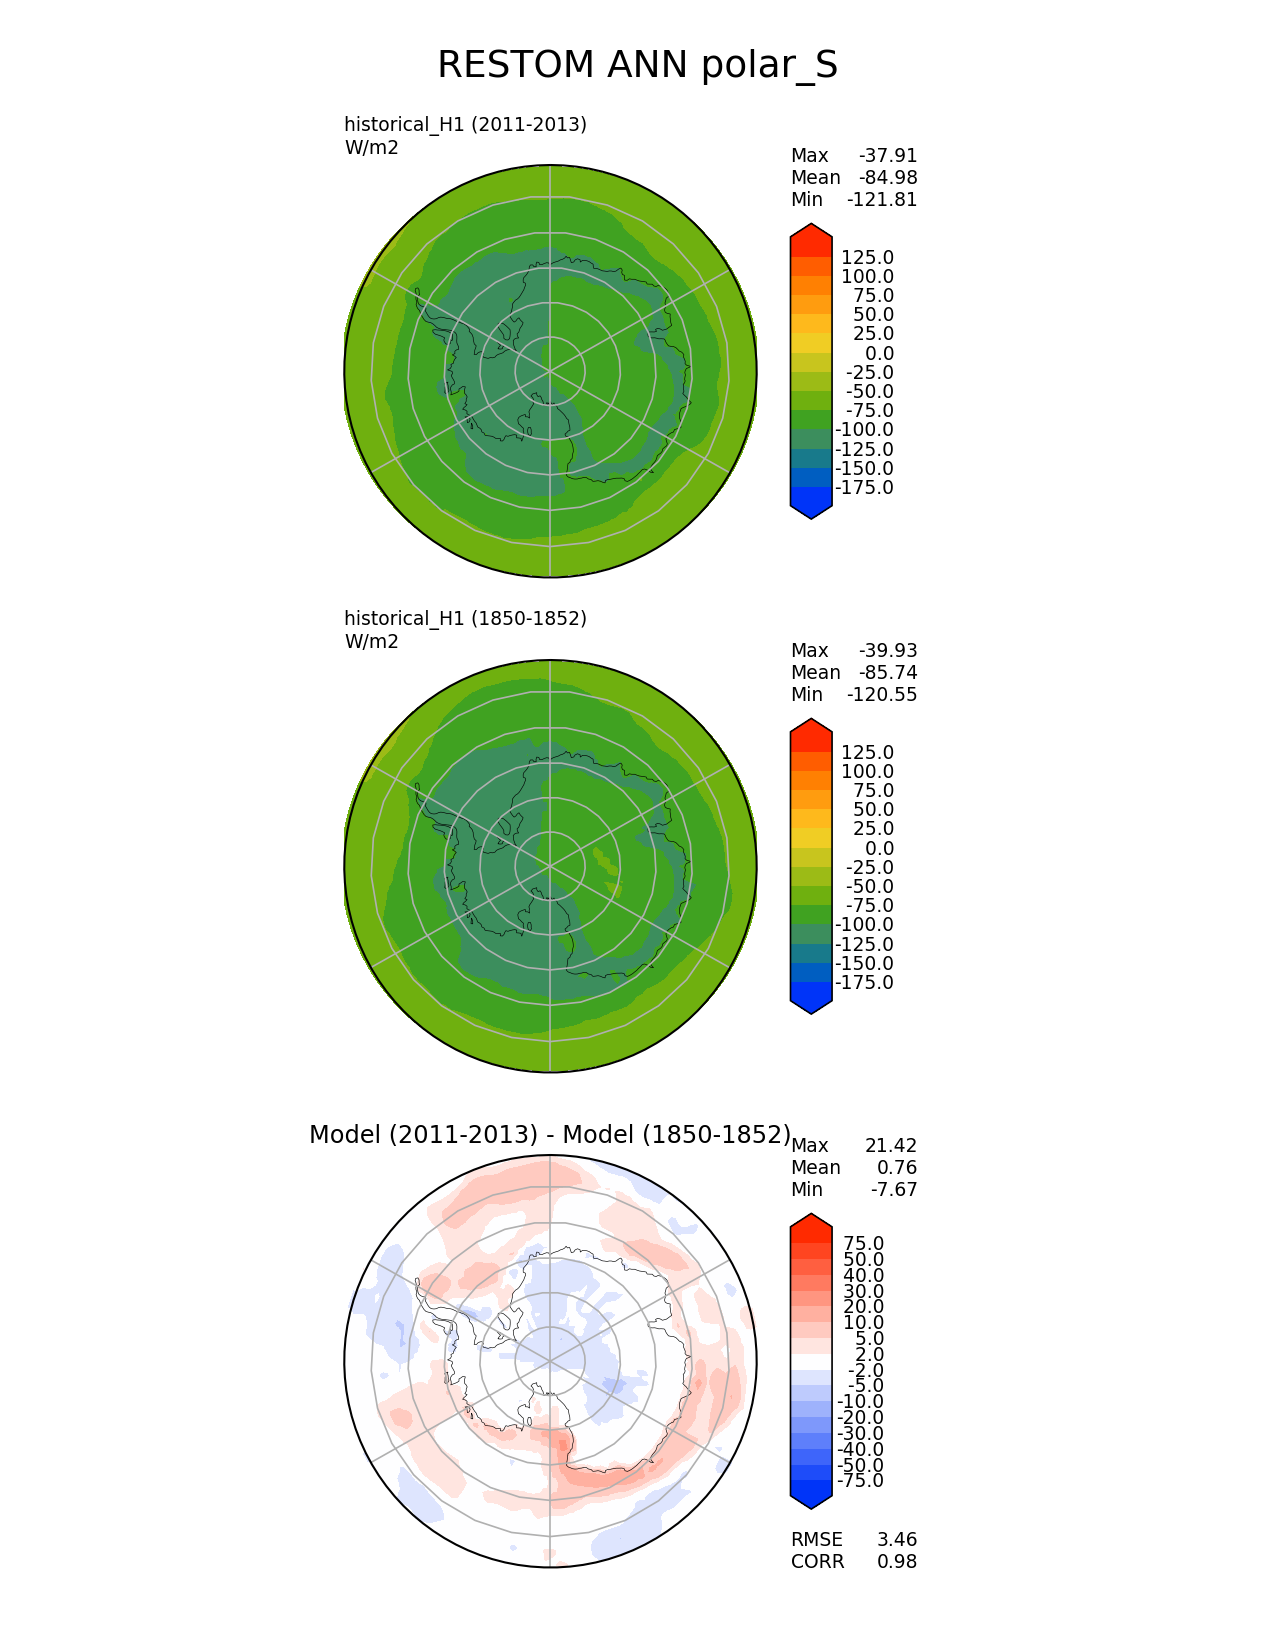 RESTOM ANN polar_S
historical_H1 (2011-2013)
W/m2
Max -37.91
Mean -84.98
Min -121.81
125.0
100.0
75.0
50.0
25.0
0.0
-25.0
-50.0
-75.0
-100.0
-125.0
-150.0
-175.0
historical_H1 (1850-1852)
W/m2
Max -39.93
Mean -85.74
Min -120.55
125.0
100.0
75.0
50.0
25.0
0.0
-25.0
-50.0
-75.0
-100.0
-125.0
-150.0
-175.0
Model (2011-2013) - Model (1850-1852)
Max 21.42
Mean 0.76
Min -7.67
75.0
50.0
40.0
30.0
20.0
10.0
5.0
2.0
-2.0
-5.0
-10.0
-20.0
-30.0
-40.0
-50.0
-75.0
RMSE 3.46
CORR 0.98